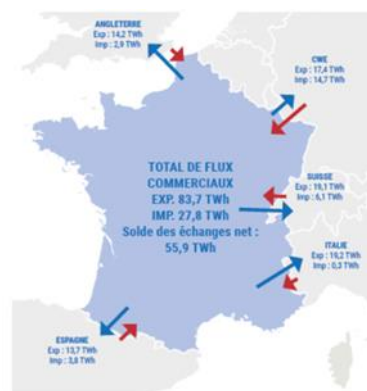 ANGLETERRE
Exp : 14,2 TWh
Imp : 2,9 TWh
CWE
Exp : 17,4 TWh
Imp : 14,7 TWh
TOTAL DE FLUX
COMMERCIAUX
EXP. 83,7 TWh
IMP. 27,8 TWh
Solde des échanges net :
55,9 TWh
SUISSE
Exp : 19,1 TWh
Imp : 6,1 TWh
ITALIE
Exp : 19,2 TWh
Imp : 0,3 TWh
ESPAGNE
Exp : 13,7 TWh
Imp : 3,8 TWh